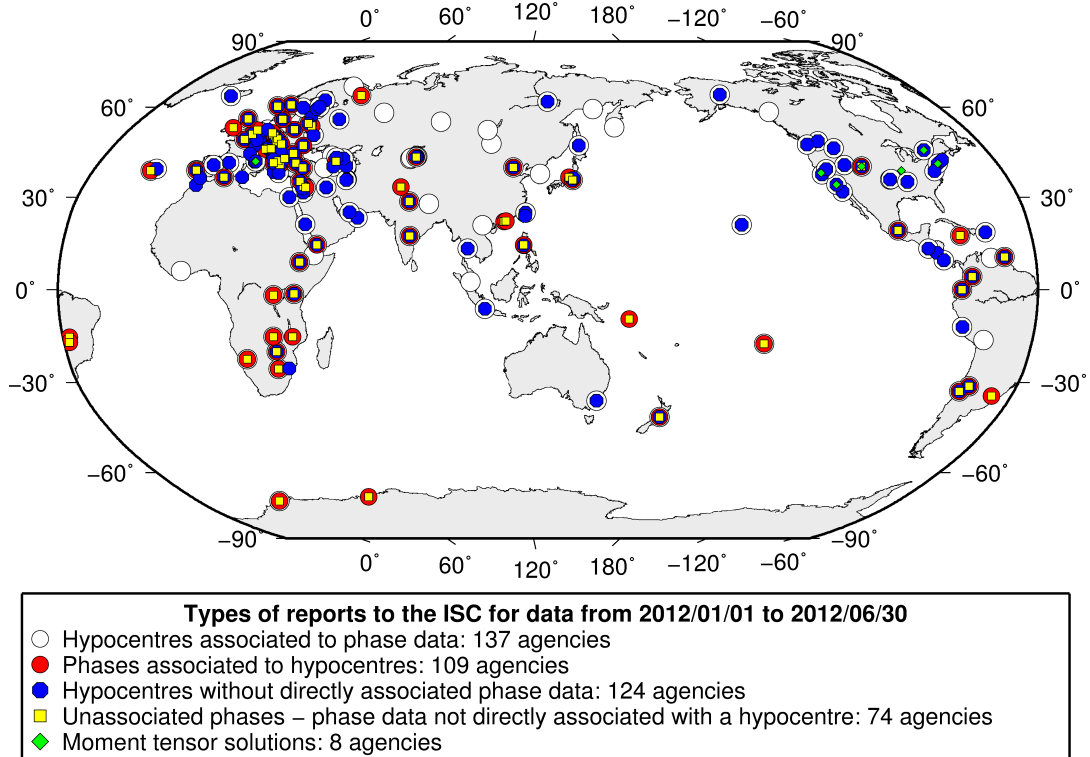 0˚ 60˚ 120˚ 180˚ −120˚ −60˚
90˚ 90˚
60˚ 60˚
30˚ 30˚
0˚ 0˚
−30˚ −30˚
−60˚ −60˚
−90˚ −90˚
0˚ 60˚ 120˚ 180˚ −120˚ −60˚
Types of reports to the ISC for data from 2012/01/01 to 2012/06/30
Hypocentres associated to phase data: 137 agencies
Phases associated to hypocentres: 109 agencies
Hypocentres without directly associated phase data: 124 agencies
Unassociated phases − phase data not directly associated with a hypocentre: 74 agencies
Moment tensor solutions: 8 agencies